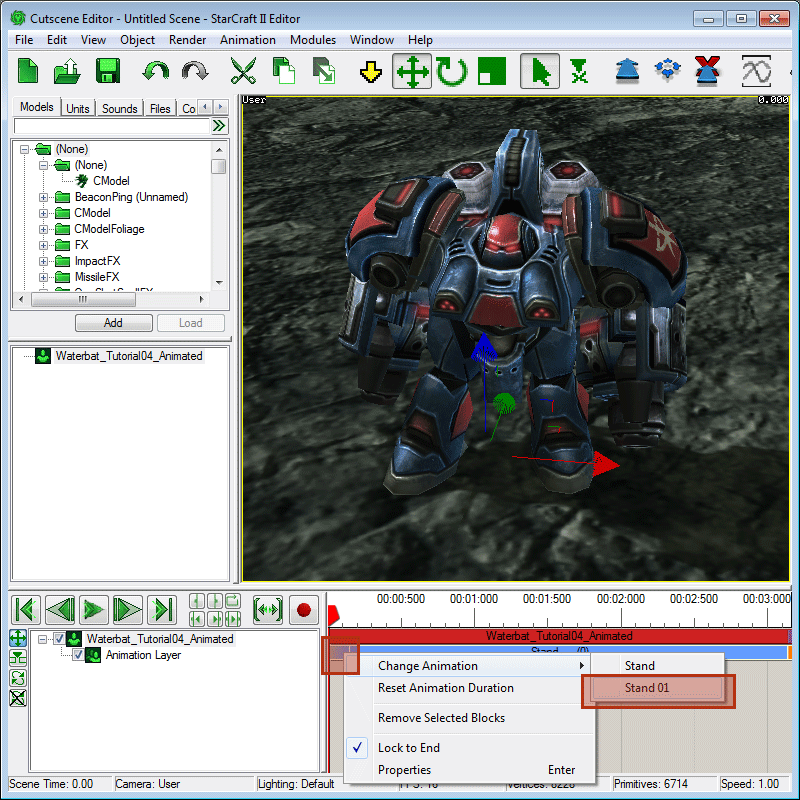 Cutscene Editor - Untitled Scene - StarCraft II Editor
File Edit View Object Render Animation Modules Window Help
Models Units Sounds Files Co
User 0.000
(None)
(None)
CModel
BeaconPing (Unnamed)
CModel
CModelFoliage
FX
ImpactFX
MissileFX
Add Load
Waterbat_Tutorial04_Animated
00:00:500 00:01:000 00:01:500 00:02:000 00:02:500 00:03:000
Waterbat_Tutorial04_Animated Waterbat_Tutorial04_Animated
Animation Layer Stand (0)
Change Animation Stand
Reset Animation Duration Stand 01
Remove Selected Blocks
Lock to End
Properties Enter
Scene Time: 0.00 Camera: User Lighting: Default Primitives: 6714 Speed: 1.00